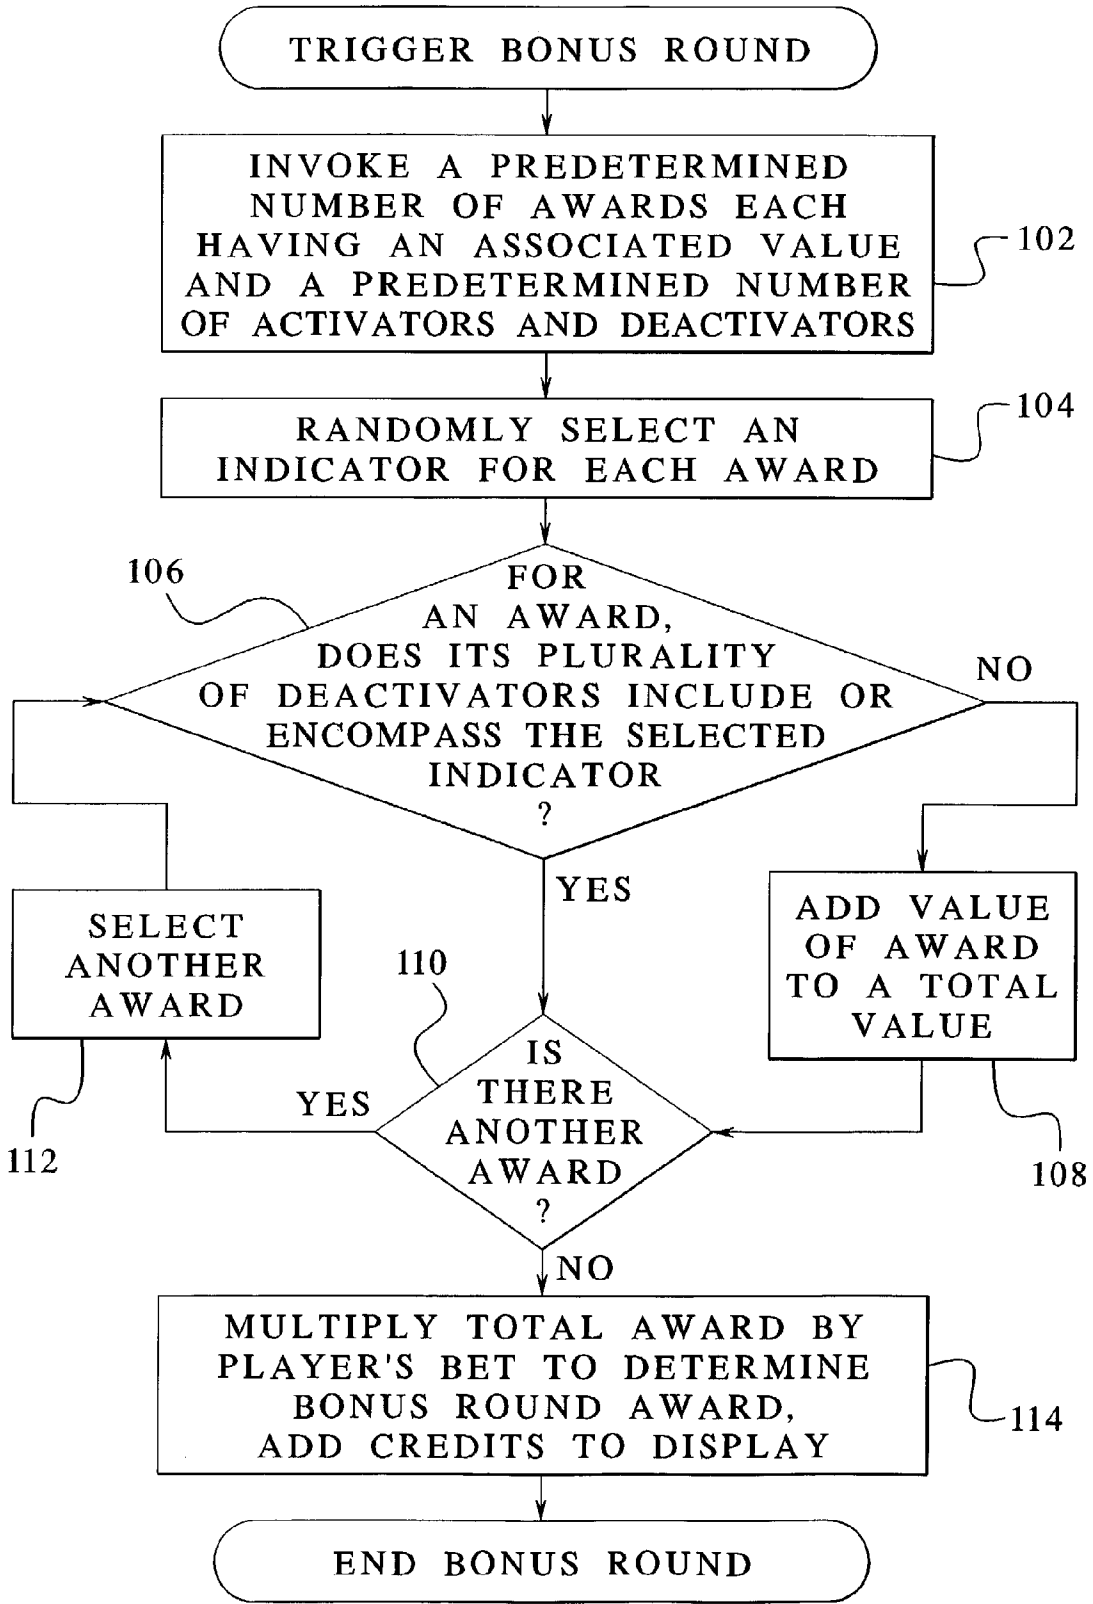 TRIGGER BONUS ROUND
INVOKE A PREDETERMINED
NUMBER OF AWARDS EACH
HAVING AN ASSOCIATED VALUE
AND A PREDETERMINED NUMBER
OF ACTIVATORS AND DEACTIVATORS
102
RANDOMLY SELECT AN
INDICATOR FOR EACH AWARD
104
106
FOR
AN AWARD,
DOES ITS PLURALITY
OF DEACTIVATORS INCLUDE OR
ENCOMPASS THE SELECTED
INDICATOR
?
NO
YES
ADD VALUE
OF AWARD
TO A TOTAL
VALUE
108
SELECT
ANOTHER
AWARD
112
110
IS
THERE
ANOTHER
AWARD
?
YES
NO
MULTIPLY TOTAL AWARD BY
PLAYER'S BET TO DETERMINE
BONUS ROUND AWARD,
ADD CREDITS TO DISPLAY
114
END BONUS ROUND